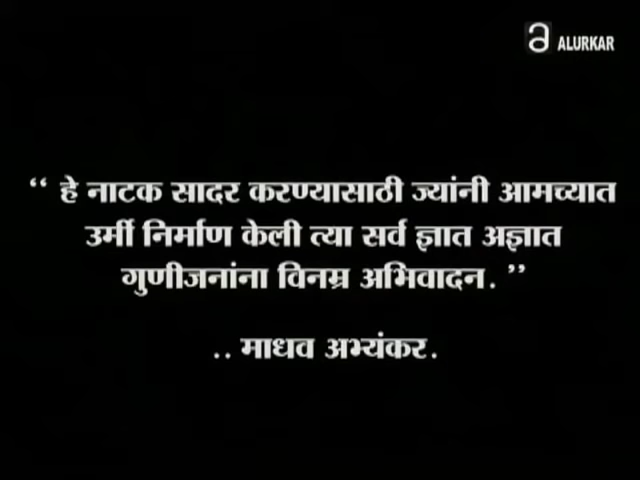 a ALURKAR
“ हे नाटक सादर करण्यासाठी ज्यांनी आमच्यात
उर्मी निर्माण केली त्या सर्व ज्ञात अज्ञात
गुणीजनांना विनम्र अभिवादन. ”
.. माधव अभ्यंकर.